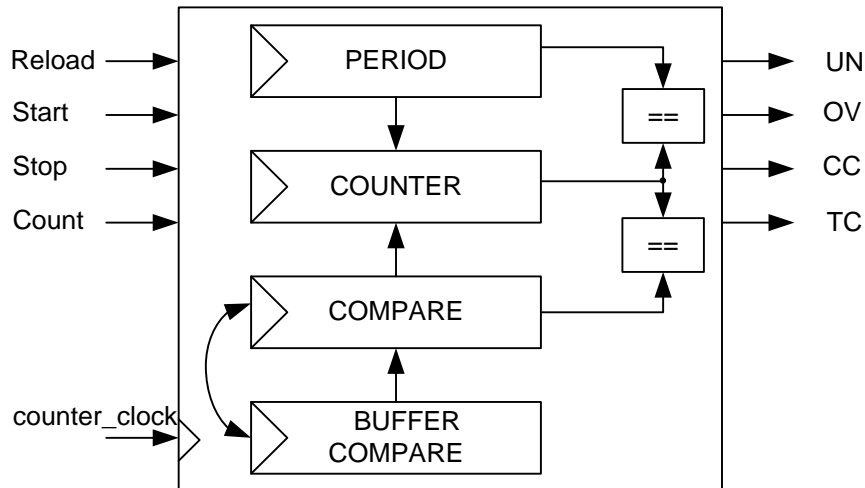 Reload
Start
Stop
Count
counter_clock
PERIOD
COUNTER
COMPARE
BUFFER
COMPARE
==
==
UN
OV
CC
TC